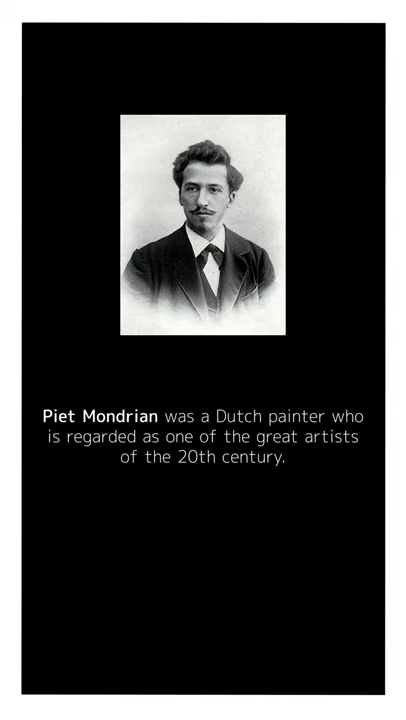 Piet Mondrian was a Dutch painter who
is regarded as one of the great artists
of the 20th century.